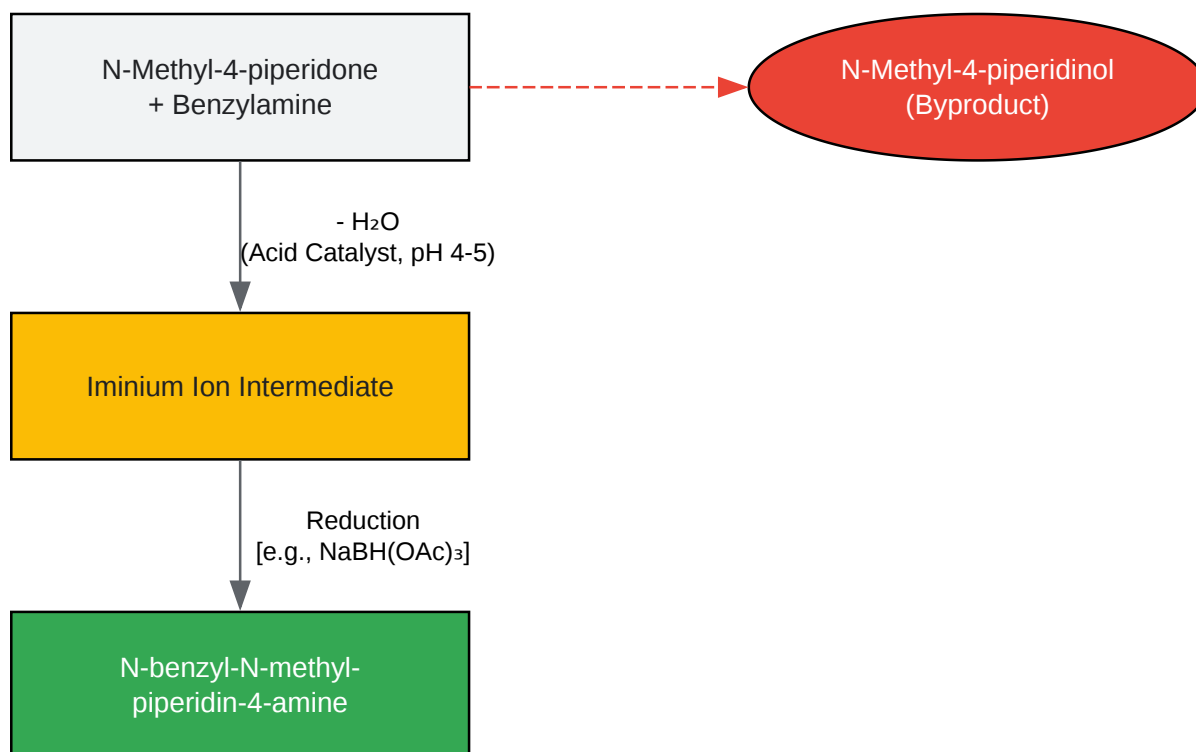 N-Methyl-4-piperidone
+ Benzylamine
N-Methyl-4-piperidinol
(Byproduct)
- H₂O
(Acid Catalyst, pH 4-5)
Iminium Ion Intermediate
Reduction
[e.g., NaBH(OAc)₃]
N-benzyl-N-methyl-
piperidin-4-amine